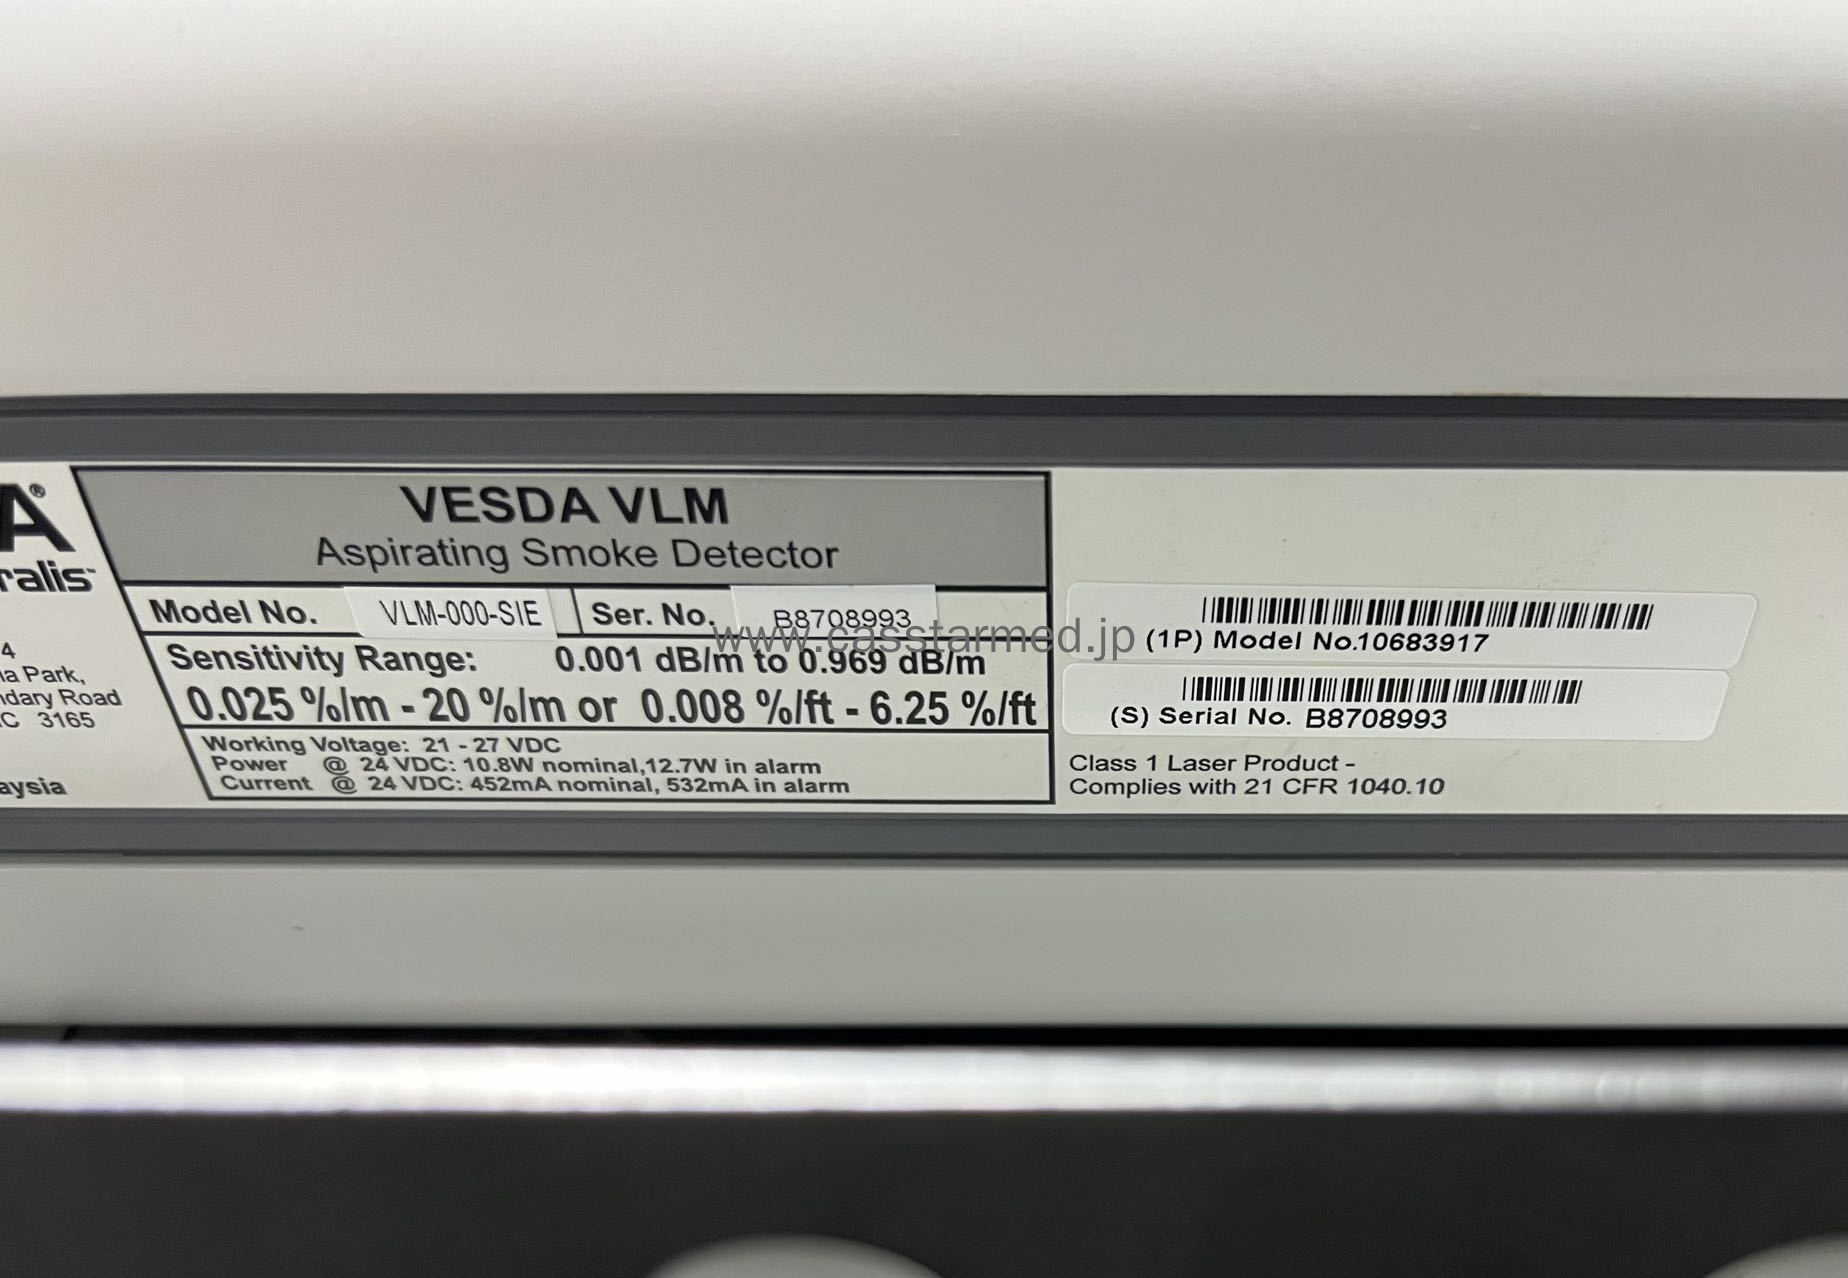 A®
ralis™
4
ia Park,
ndary Road
C 3165
aysia
VESDA VLM
Aspirating Smoke Detector
Model No. VLM-000-SIE Ser. No. B8708993
Sensitivity Range: 0.001 dB/m to 0.969 dB/m
0.025 %/m - 20 %/m or 0.008 %/ft - 6.25 %/ft
Working Voltage: 21 - 27 VDC
Power @ 24 VDC: 10.8W nominal,12.7W in alarm
Current @ 24 VDC: 452mA nominal, 532mA in alarm
www.casstarmed.jp
(1P) Model No.10683917
(S) Serial No. B8708993
Class 1 Laser Product -
Complies with 21 CFR 1040.10